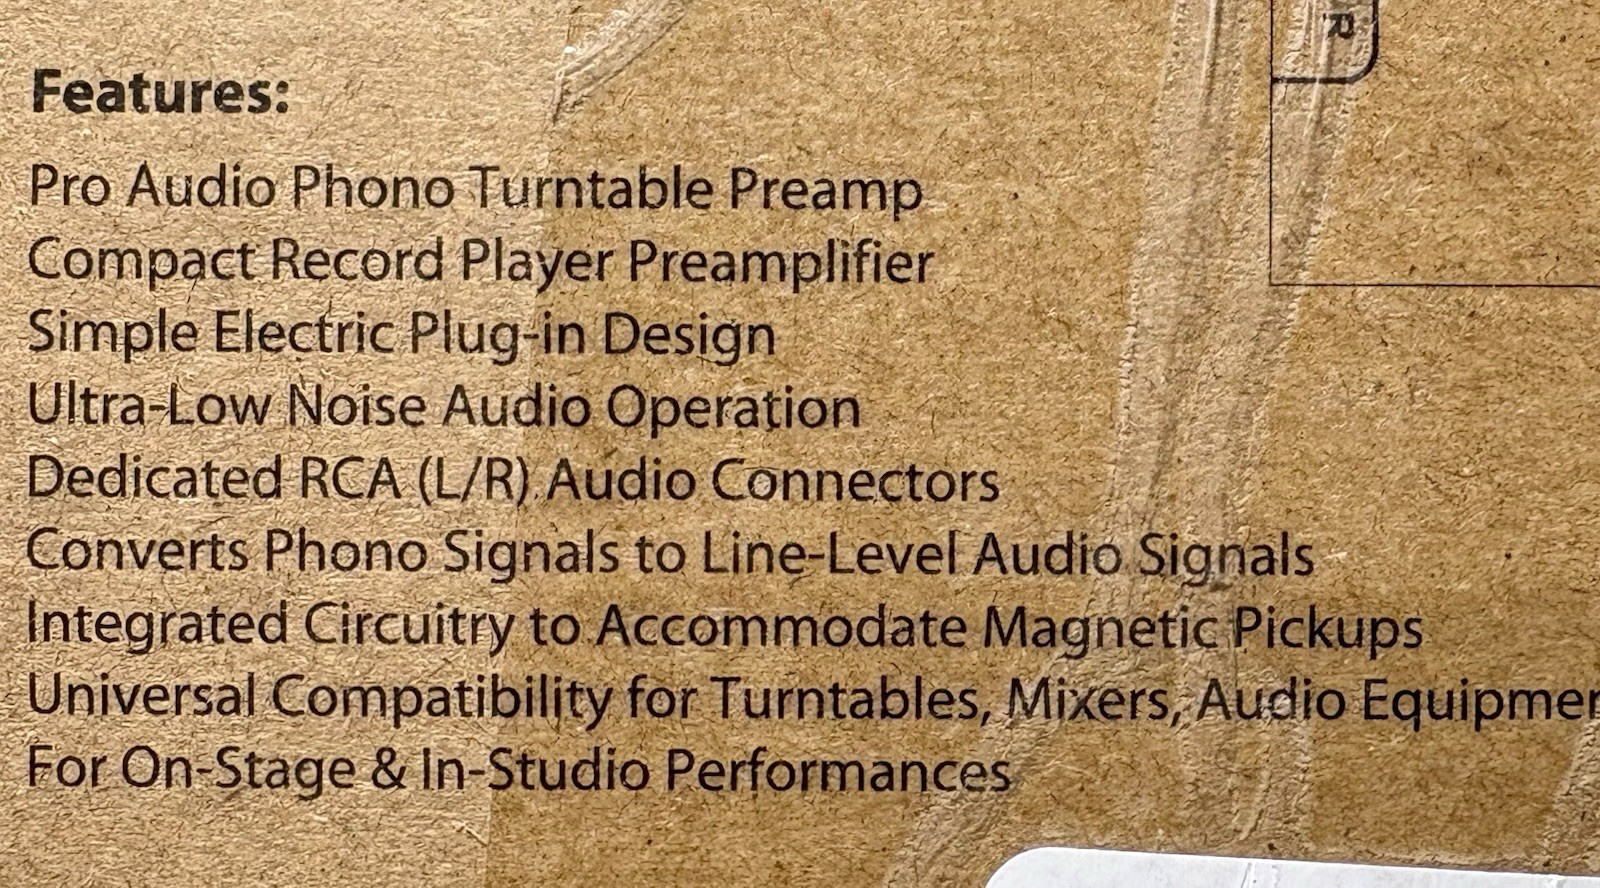 R
Features:
Pro Audio Phono Turntable Preamp
Compact Record Player Preamplifier
Simple Electric Plug-in Design
Ultra-Low Noise Audio Operation
Dedicated RCA (L/R) Audio Connectors
Converts Phono Signals to Line-Level Audio Signals
Integrated Circuitry to Accommodate Magnetic Pickups
Universal Compatibility for Turntables, Mixers, Audio Equipmen
For On-Stage & In-Studio Performances